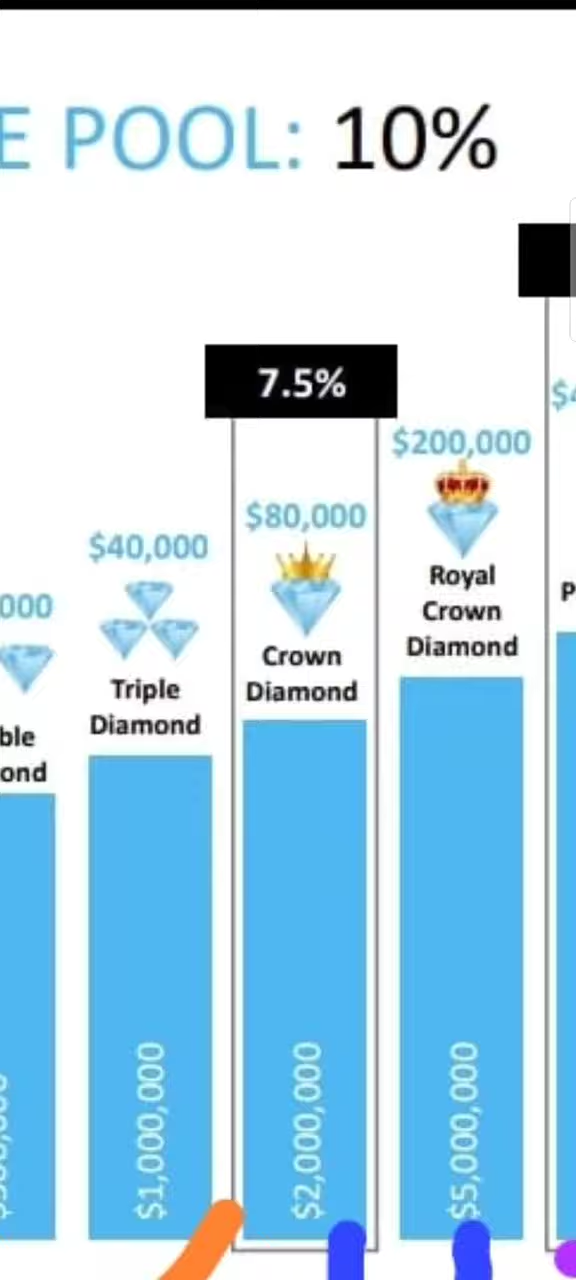 E POOL: 10%
7.5%
$200,000
$80,000
$40,000
000
Royal
Crown
Diamond
Crown
Diamond
Triple
Diamond
ble
ond
$1,000,000
$2,000,000
$5,000,000